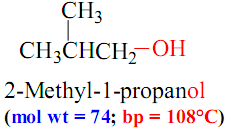 CH₃
CH₃CHCH₂–OH
2-Methyl-1-propanol
(mol wt = 74; bp = 108°C)